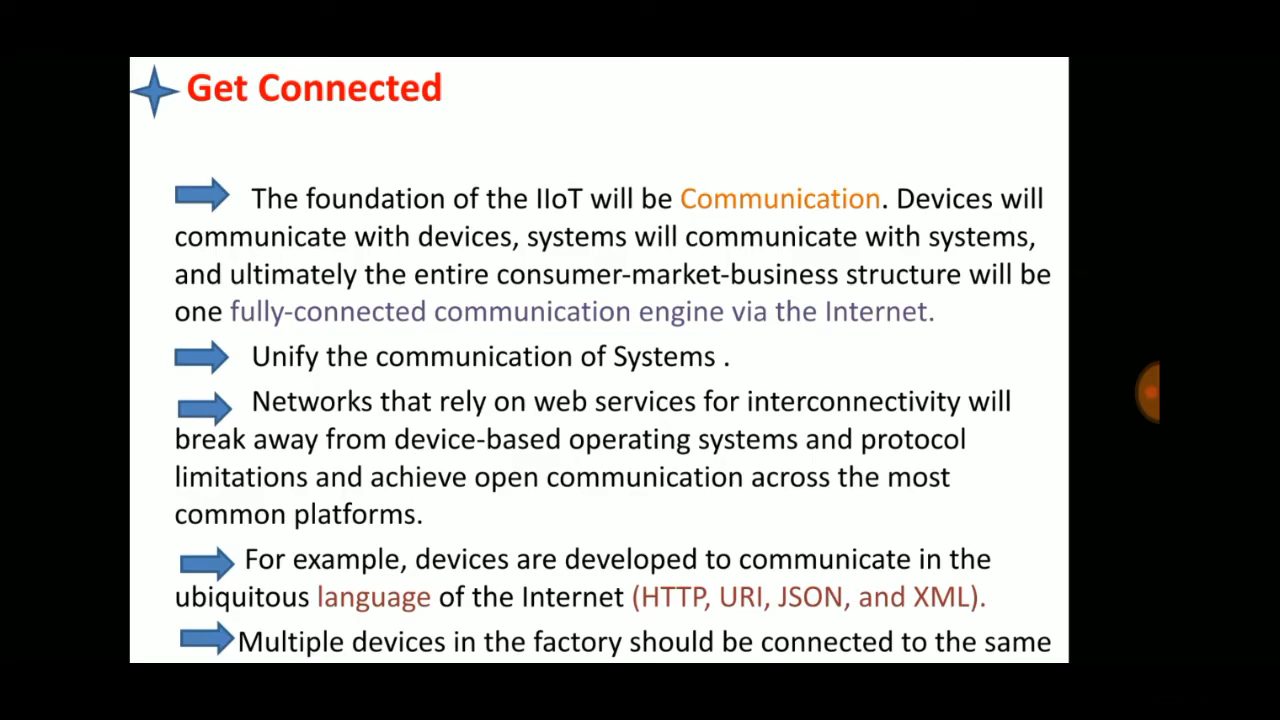 Get Connected
The foundation of the IIoT will be Communication. Devices will
communicate with devices, systems will communicate with systems,
and ultimately the entire consumer-market-business structure will be
one fully-connected communication engine via the Internet.
Unify the communication of Systems .
Networks that rely on web services for interconnectivity will
break away from device-based operating systems and protocol
limitations and achieve open communication across the most
common platforms.
For example, devices are developed to communicate in the
ubiquitous language of the Internet (HTTP, URI, JSON, and XML).
Multiple devices in the factory should be connected to the same